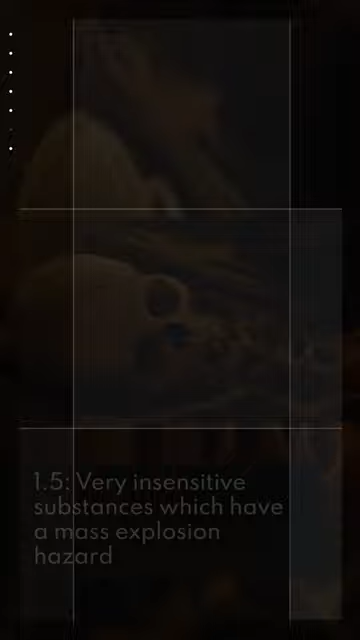 1.5: Very insensitive
substances which have
a mass explosion
hazard